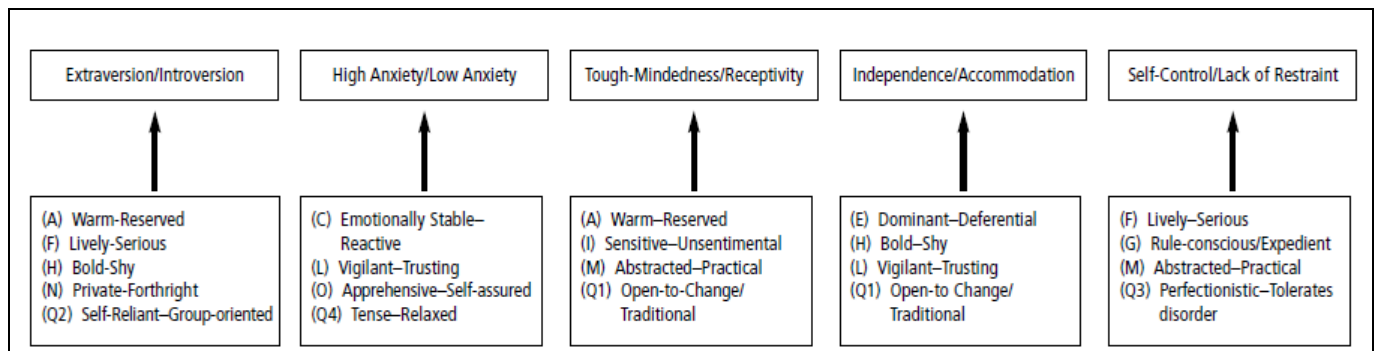 Extraversion/Introversion
High Anxiety/Low Anxiety
Tough-Mindedness/Receptivity
Independence/Accommodation
Self-Control/Lack of Restraint
(A) Warm-Reserved
(F) Lively-Serious
(H) Bold-Shy
(N) Private-Forthright
(Q2) Self-Reliant–Group-oriented
(C) Emotionally Stable–
Reactive
(L) Vigilant–Trusting
(O) Apprehensive–Self-assured
(Q4) Tense–Relaxed
(A) Warm–Reserved
(I) Sensitive–Unsentimental
(M) Abstracted–Practical
(Q1) Open-to-Change/
Traditional
(E) Dominant–Deferential
(H) Bold–Shy
(L) Vigilant–Trusting
(Q1) Open-to Change/
Traditional
(F) Lively–Serious
(G) Rule-conscious/Expedient
(M) Abstracted–Practical
(Q3) Perfectionistic–Tolerates
disorder